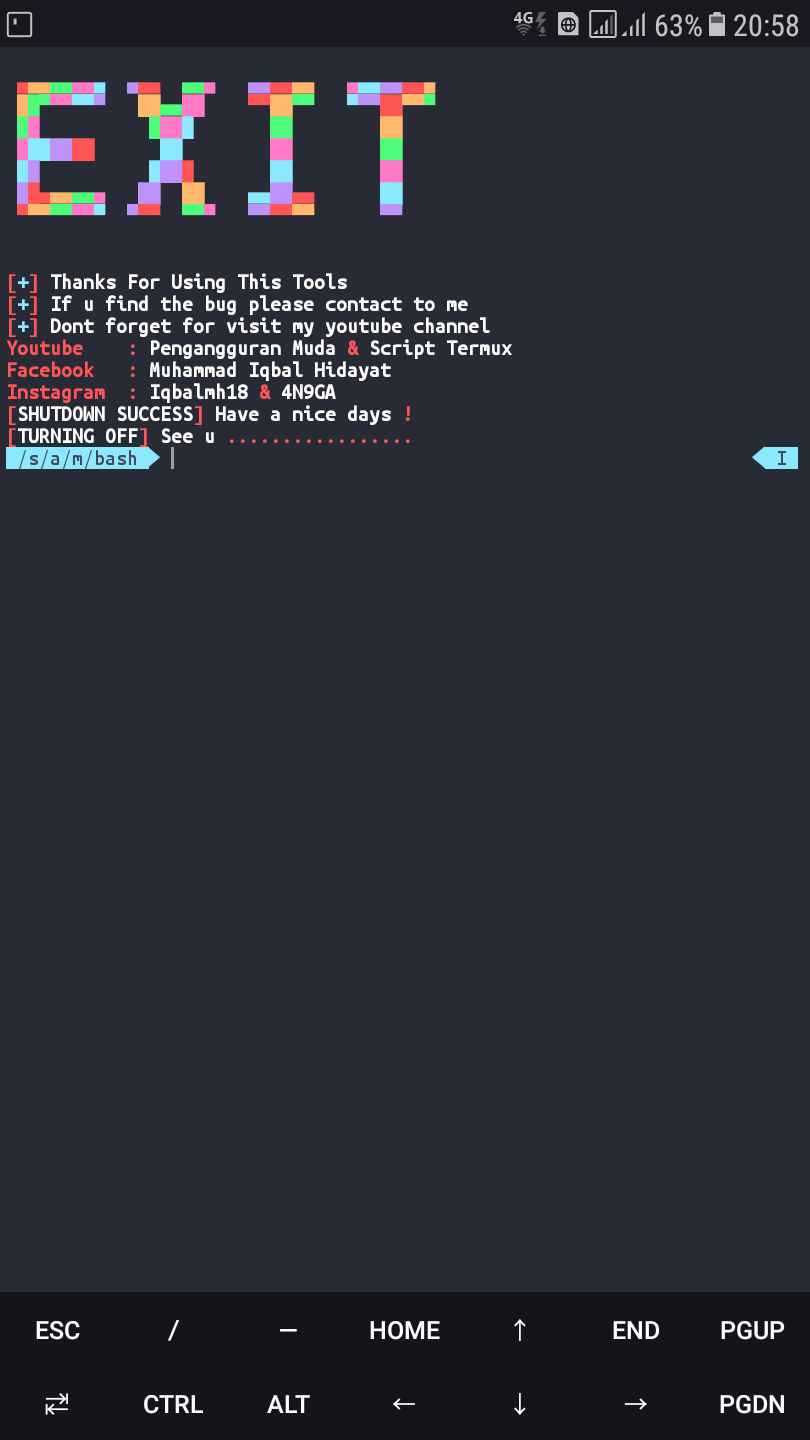 4G 63% 20:58
EXIT
[+] Thanks For Using This Tools
[+] If u find the bug please contact to me
[+] Dont forget for visit my youtube channel
Youtube : Pengangguran Muda & Script Termux
Facebook : Muhammad Iqbal Hidayat
Instagram : Iqbalmh18 & 4N9GA
[SHUTDOWN SUCCESS] Have a nice days !
[TURNING OFF] See u .................
/s/a/m/bash I
ESC / — HOME ↑ END PGUP
⇄ CTRL ALT ← ↓ → PGDN